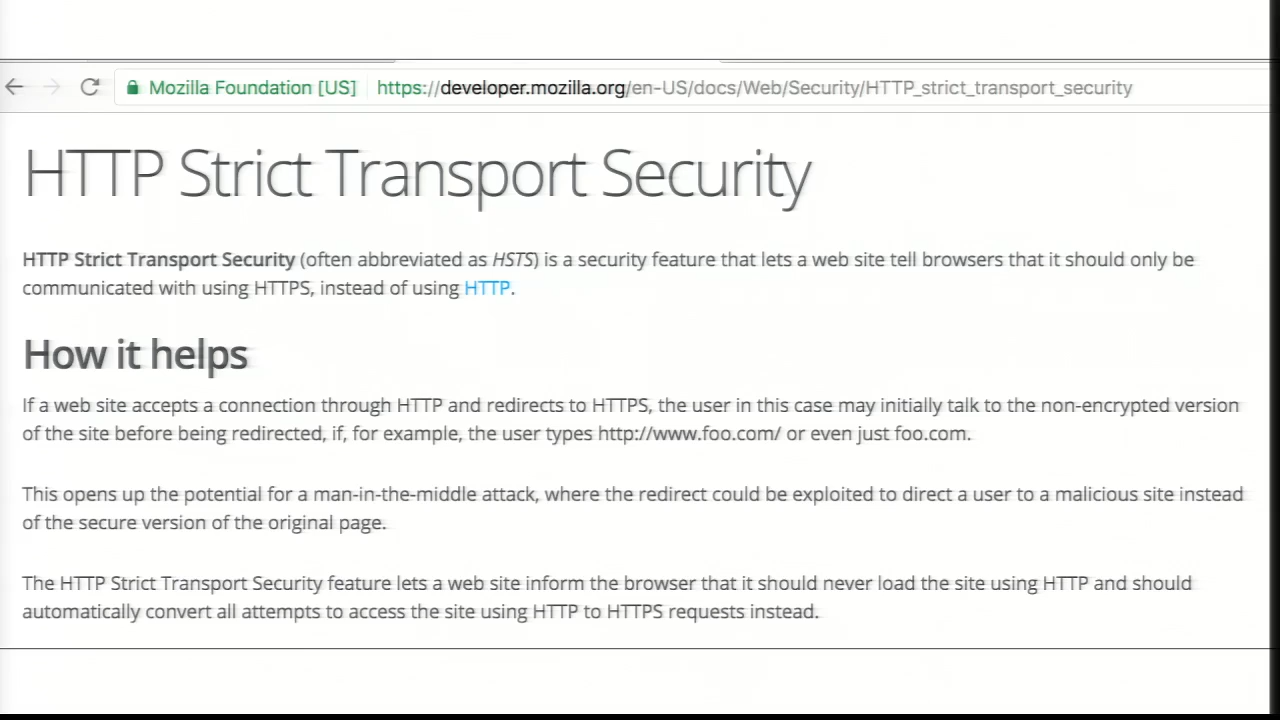 Mozilla Foundation [US] https://developer.mozilla.org/en-US/docs/Web/Security/HTTP_strict_transport_security
HTTP Strict Transport Security
HTTP Strict Transport Security (often abbreviated as HSTS) is a security feature that lets a web site tell browsers that it should only be
communicated with using HTTPS, instead of using HTTP.
How it helps
If a web site accepts a connection through HTTP and redirects to HTTPS, the user in this case may initially talk to the non-encrypted version
of the site before being redirected, if, for example, the user types http://www.foo.com/ or even just foo.com.
This opens up the potential for a man-in-the-middle attack, where the redirect could be exploited to direct a user to a malicious site instead
of the secure version of the original page.
The HTTP Strict Transport Security feature lets a web site inform the browser that it should never load the site using HTTP and should
automatically convert all attempts to access the site using HTTP to HTTPS requests instead.